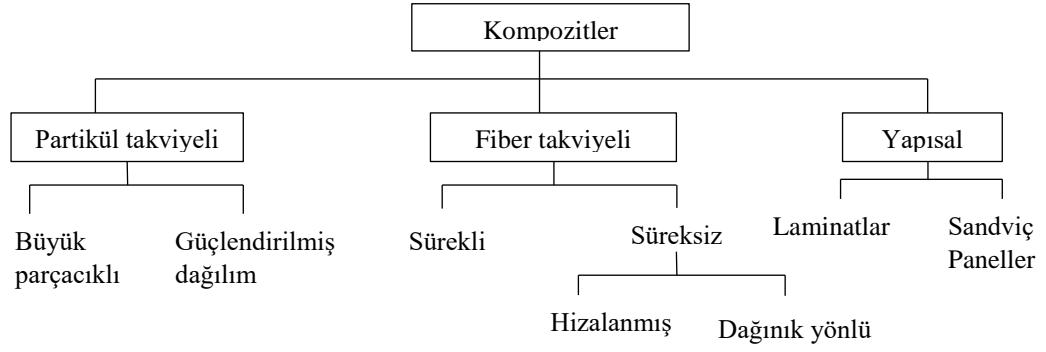 Kompozitler
Partikül takviyeli
Fiber takviyeli
Yapısal
Büyük
parçacıklı
Güçlendirilmiş
dağılım
Sürekli
Süreksiz
Laminatlar
Sandviç
Paneller
Hizalanmış
Dağınık yönlü